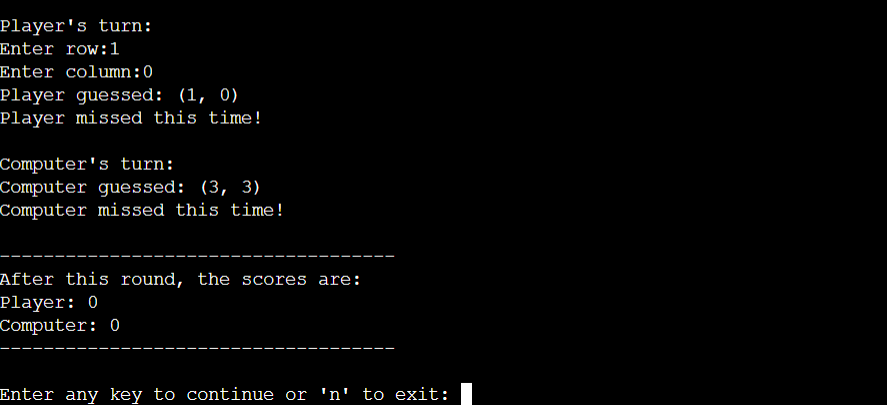 Player's turn:
Enter row:1
Enter column:0
Player guessed: (1, 0)
Player missed this time!
Computer's turn:
Computer guessed: (3, 3)
Computer missed this time!
------------------------------------
After this round, the scores are:
Player: 0
Computer: 0
------------------------------------
Enter any key to continue or 'n' to exit: